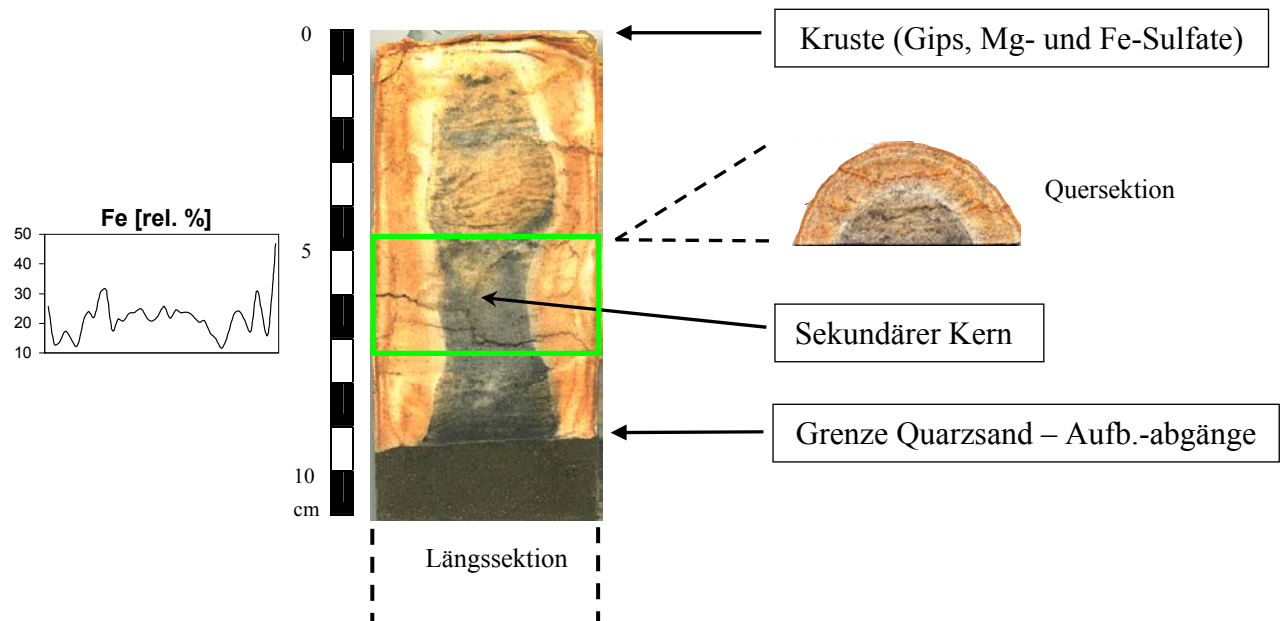 0
Kruste (Gips, Mg- und Fe-Sulfate)
Quersektion
Fe [rel. %]
50
40
30
20
10
5
Sekundärer Kern
Grenze Quarzsand – Aufb.-abgänge
10
cm
Längssektion